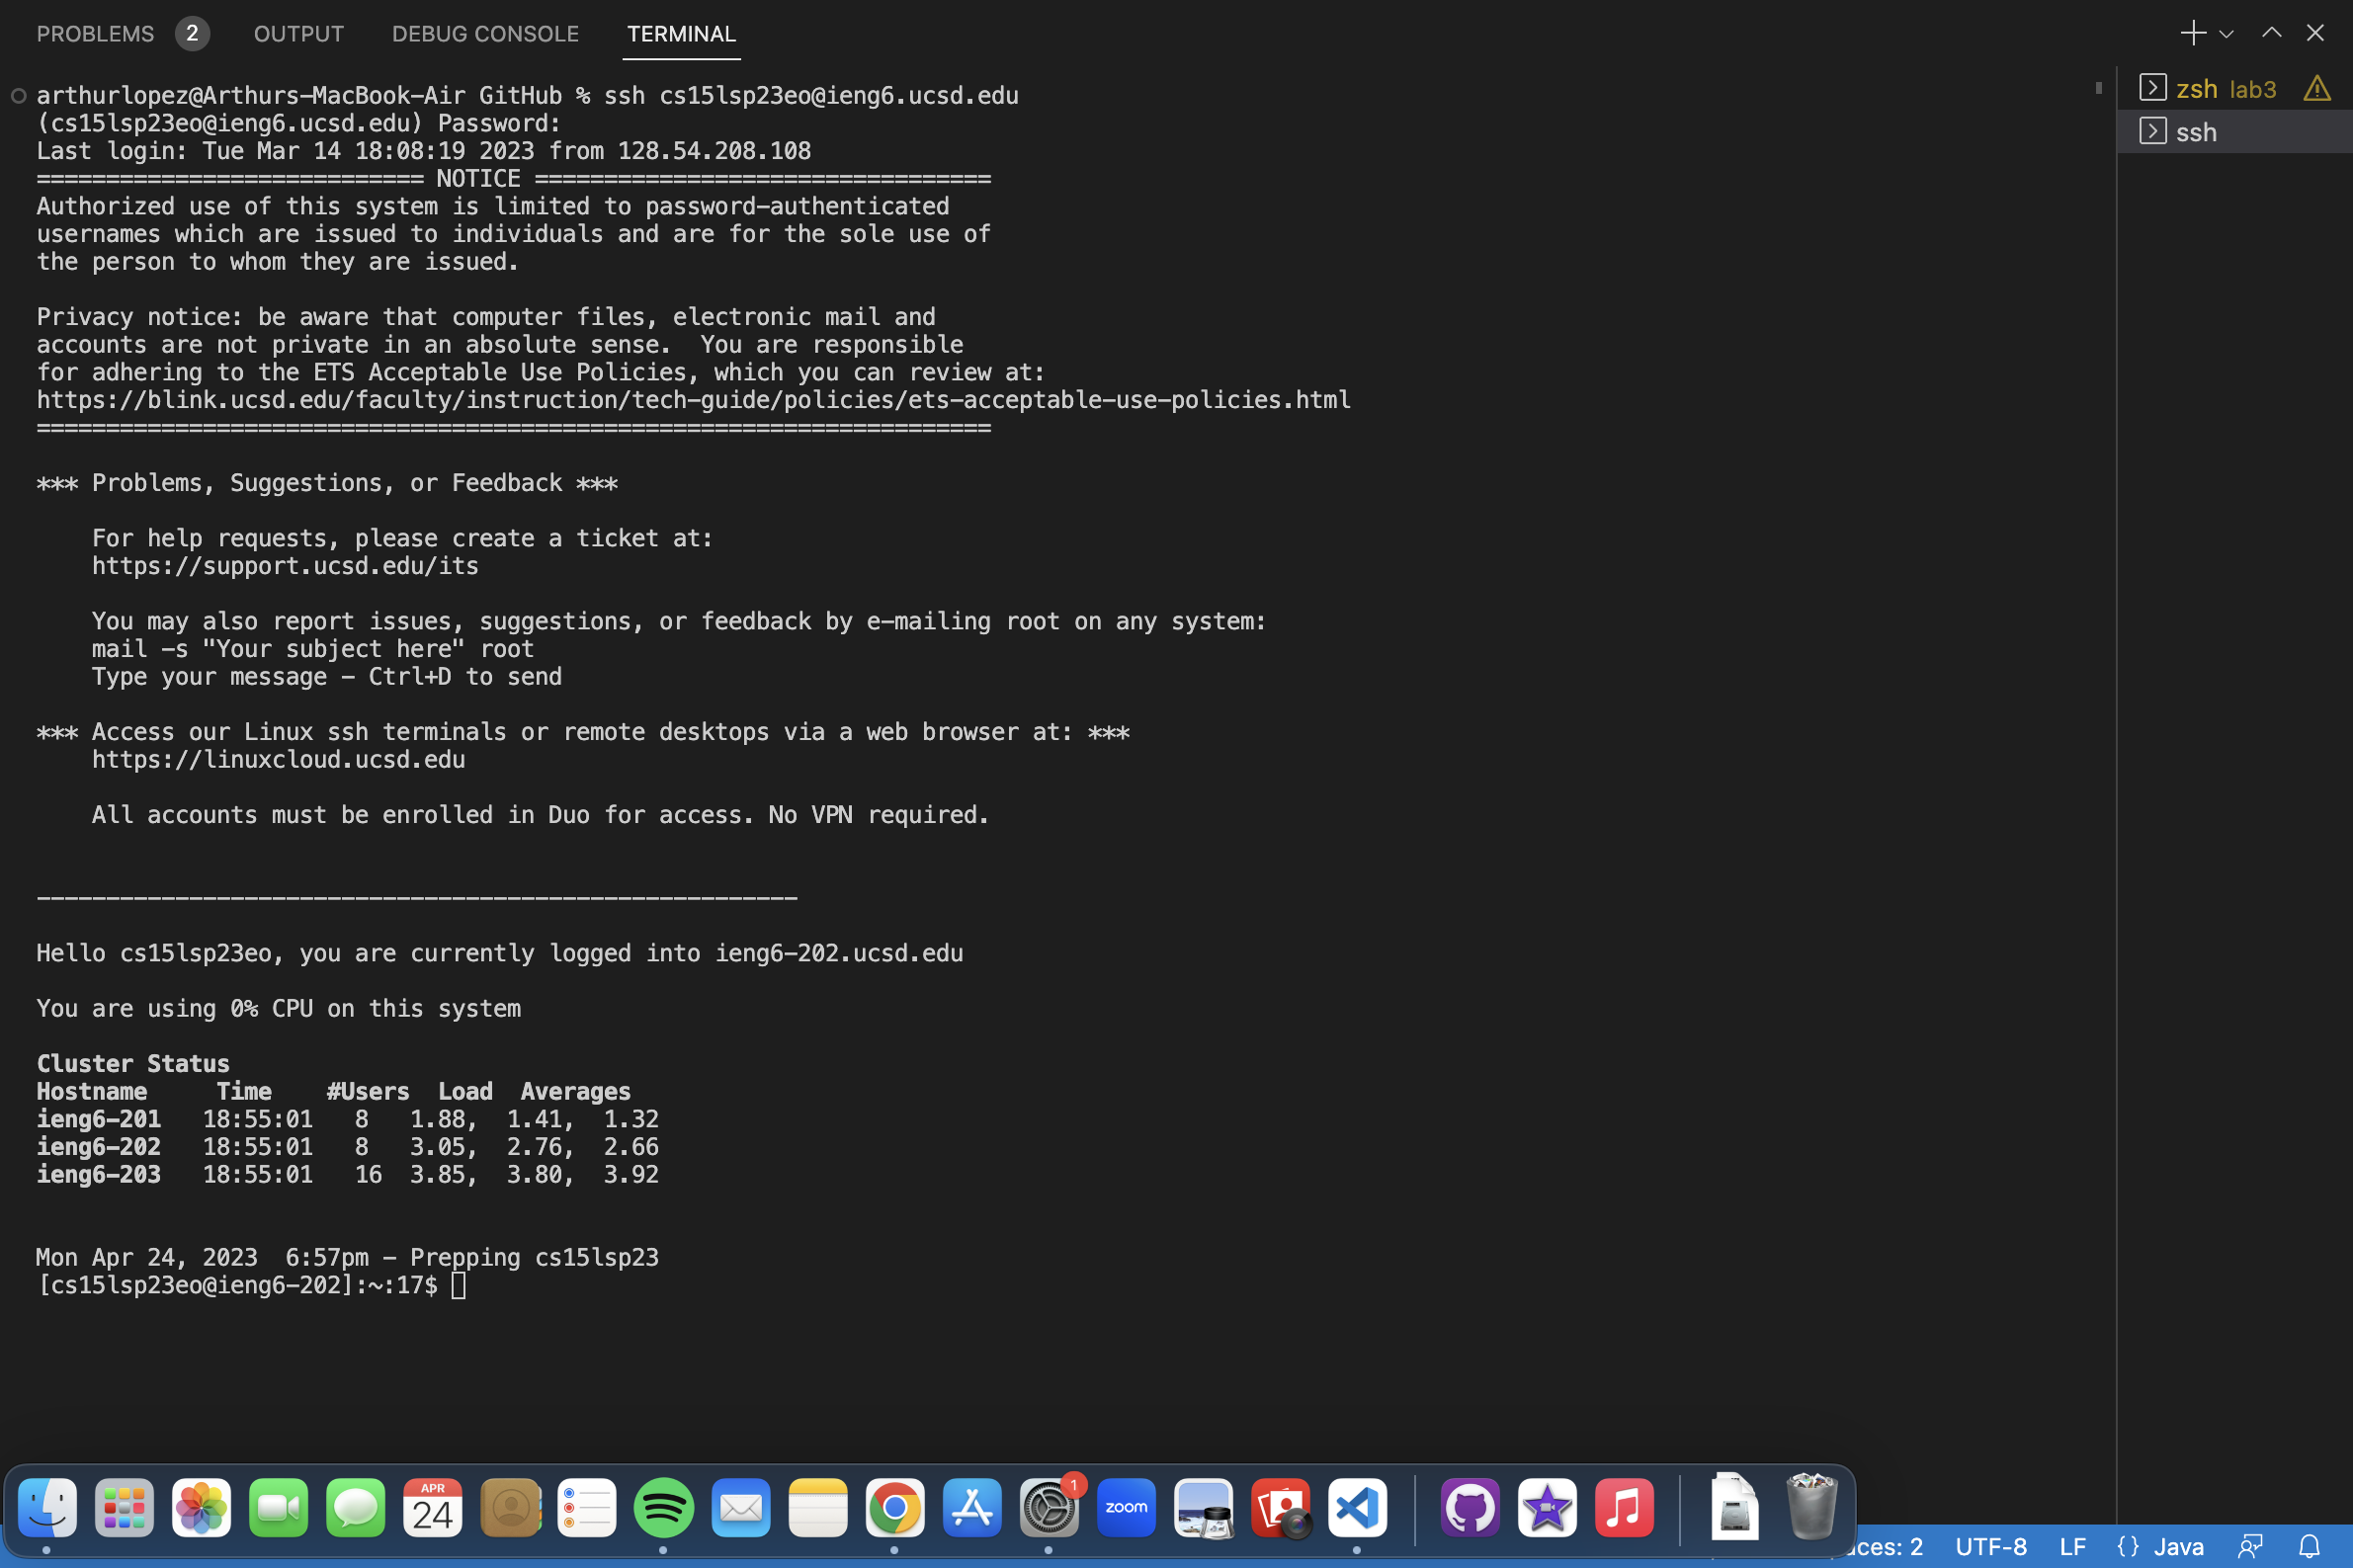 PROBLEMS 2 OUTPUT DEBUG CONSOLE TERMINAL
arthurlopez@Arthurs-MacBook-Air GitHub % ssh cs15lsp23eo@ieng6.ucsd.edu
(cs15lsp23eo@ieng6.ucsd.edu) Password:
Last login: Tue Mar 14 18:08:19 2023 from 128.54.208.108
============================ NOTICE =================================
Authorized use of this system is limited to password-authenticated
usernames which are issued to individuals and are for the sole use of
the person to whom they are issued.
Privacy notice: be aware that computer files, electronic mail and
accounts are not private in an absolute sense.  You are responsible
for adhering to the ETS Acceptable Use Policies, which you can review at:
https://blink.ucsd.edu/faculty/instruction/tech-guide/policies/ets-acceptable-use-policies.html
=====================================================================
*** Problems, Suggestions, or Feedback ***
For help requests, please create a ticket at:
https://support.ucsd.edu/its
You may also report issues, suggestions, or feedback by e-mailing root on any system:
mail -s "Your subject here" root
Type your message - Ctrl+D to send
*** Access our Linux ssh terminals or remote desktops via a web browser at: ***
https://linuxcloud.ucsd.edu
All accounts must be enrolled in Duo for access. No VPN required.
-------------------------------------------------------
Hello cs15lsp23eo, you are currently logged into ieng6-202.ucsd.edu
You are using 0% CPU on this system
Cluster Status
Hostname     Time    #Users  Load  Averages
ieng6-201   18:55:01   8   1.88,  1.41,  1.32
ieng6-202   18:55:01   8   3.05,  2.76,  2.66
ieng6-203   18:55:01   16  3.85,  3.80,  3.92
Mon Apr 24, 2023  6:57pm - Prepping cs15lsp23
[cs15lsp23eo@ieng6-202]:~:17$
zsh lab3
ssh
APR
24
1
zoom
aces: 2 UTF-8 LF {} Java